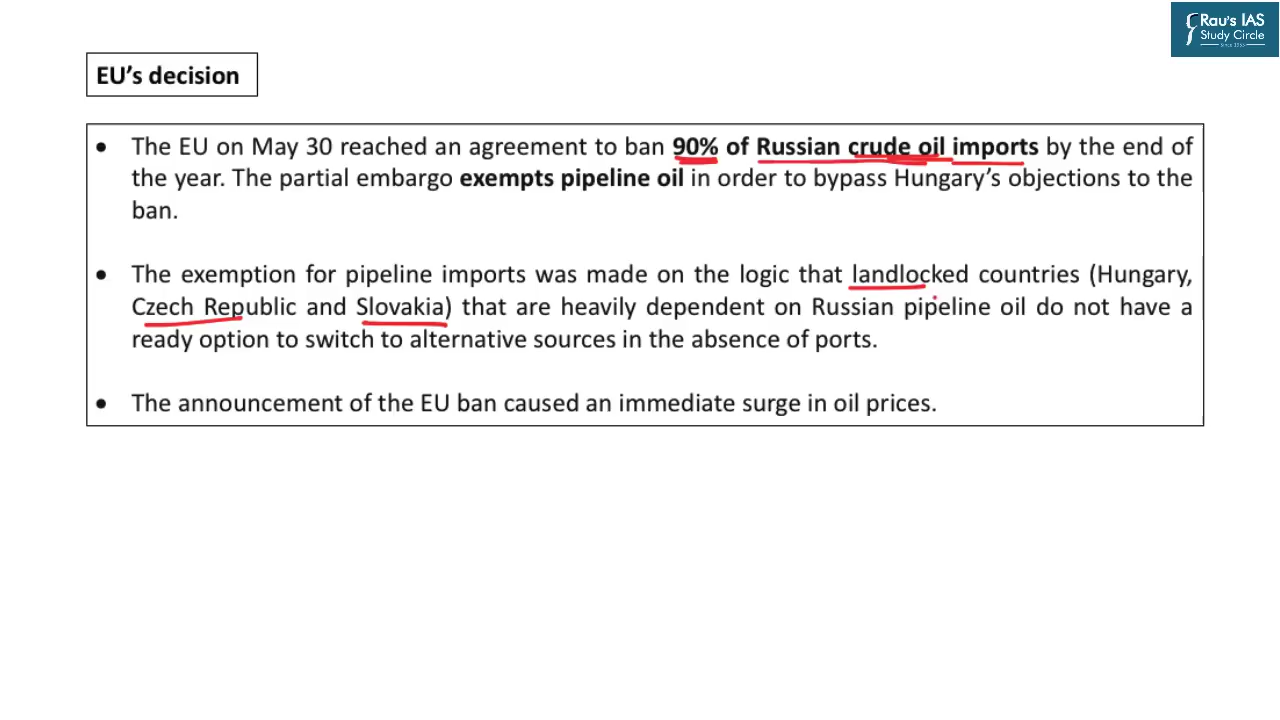 Rau's IAS
Study Circle
Since 1953
EU's decision
• The EU on May 30 reached an agreement to ban 90% of Russian crude oil imports by the end of
the year. The partial embargo exempts pipeline oil in order to bypass Hungary's objections to the
ban.
• The exemption for pipeline imports was made on the logic that landlocked countries (Hungary,
Czech Republic and Slovakia) that are heavily dependent on Russian pipeline oil do not have a
ready option to switch to alternative sources in the absence of ports.
• The announcement of the EU ban caused an immediate surge in oil prices.